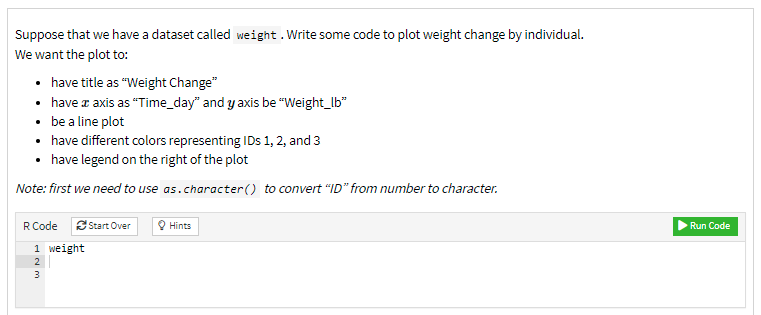 Suppose that we have a dataset called weight . Write some code to plot weight change by individual.
We want the plot to:
• have title as “Weight Change”
• have x axis as “Time_day” and y axis be “Weight_lb”
• be a line plot
• have different colors representing IDs 1, 2, and 3
• have legend on the right of the plot
Note: first we need to use as.character() to convert “ID” from number to character.
R Code Start Over Hints Run Code
1 weight
2
3